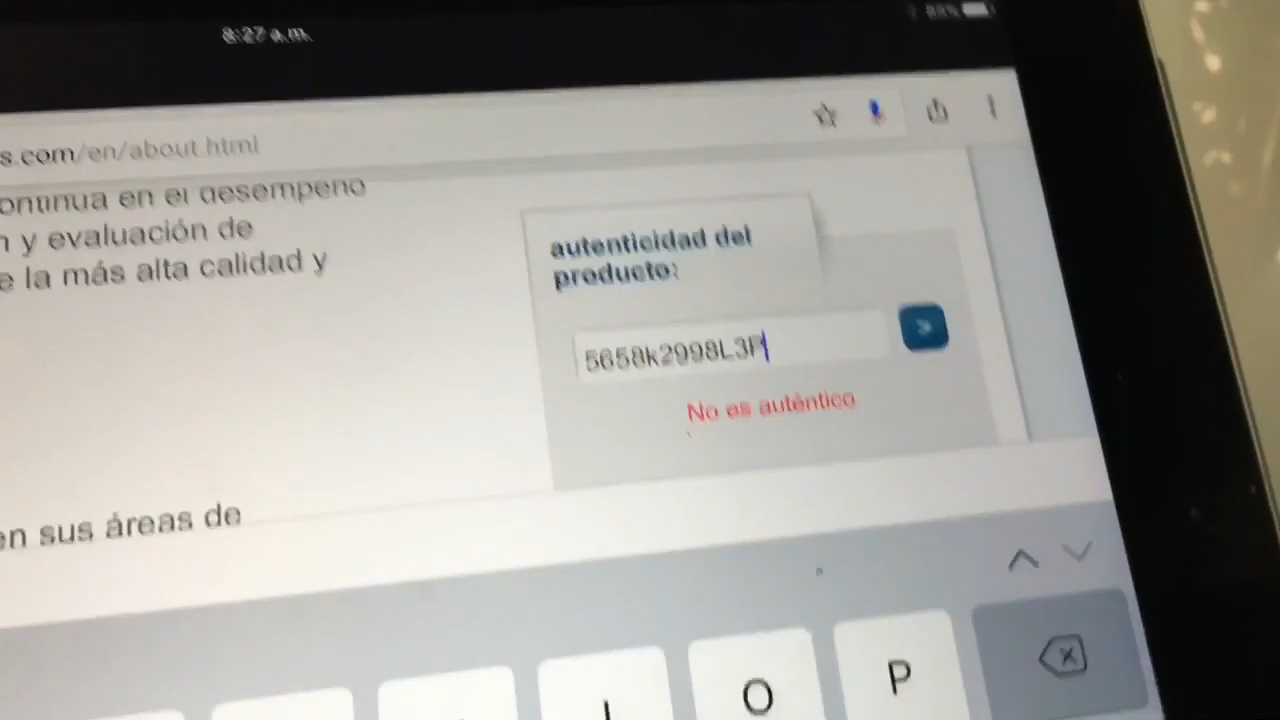 8:27 a.m.
s.com/en/about.html
ontinua en el desempeño
n y evaluación de
e la más alta calidad y
autenticidad del
producto:
5658k2998L3F
No es auténtico
en sus áreas de
O
P